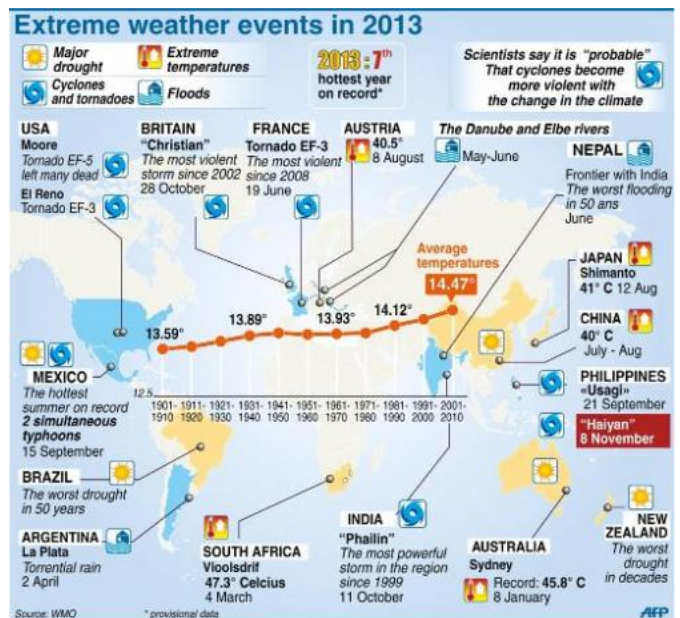 Extreme weather events in 2013
Major
drought
Extreme
temperatures
Cyclones
and tornadoes
Floods
2013 : 7th
hottest year
on record*
Scientists say it is "probable"
That cyclones become
more violent with
the change in the climate
USA
Moore
Tornado EF-5
left many dead
El Reno
Tornado EF-3
BRITAIN
"Christian"
The most violent
storm since 2002
28 October
FRANCE
Tornado EF-3
The most violent
since 2008
19 June
AUSTRIA
40.5°
8 August
The Danube and Elbe rivers
May-June
NEPAL
Frontier with India
The worst flooding
in 50 ans
June
JAPAN
Shimanto
41° C 12 Aug
CHINA
40° C
July - Aug
PHILIPPINES
«Usagi»
21 September
"Haiyan"
8 November
Average
temperatures
14.47°
13.59°
13.89°
13.93°
14.12°
12.5
1901- 1911- 1921- 1931- 1941- 1951- 1961- 1971- 1981- 1991- 2001-
1910 1920 1930 1940 1950 1960 1970 1980 1990 2000 2010
MEXICO
The hottest
summer on record
2 simultaneous
typhoons
15 September
BRAZIL
The worst drought
in 50 years
ARGENTINA
La Plata
Torrential rain
2 April
SOUTH AFRICA
Vioolsdrif
47.3° Celcius
4 March
INDIA
"Phailin"
The most powerful
storm in the region
since 1999
11 October
AUSTRALIA
Sydney
Record: 45.8° C
8 January
NEW
ZEALAND
The worst
drought
in decades
Source: WMO
* provisional data
AFP